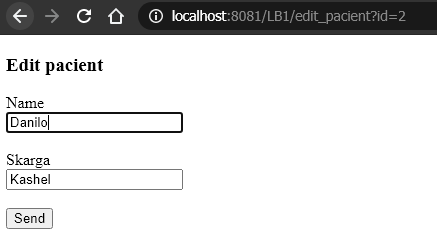 localhost:8081/LB1/edit_pacient?id=2
Edit pacient
Name
Danilo
Skarga
Kashel
Send